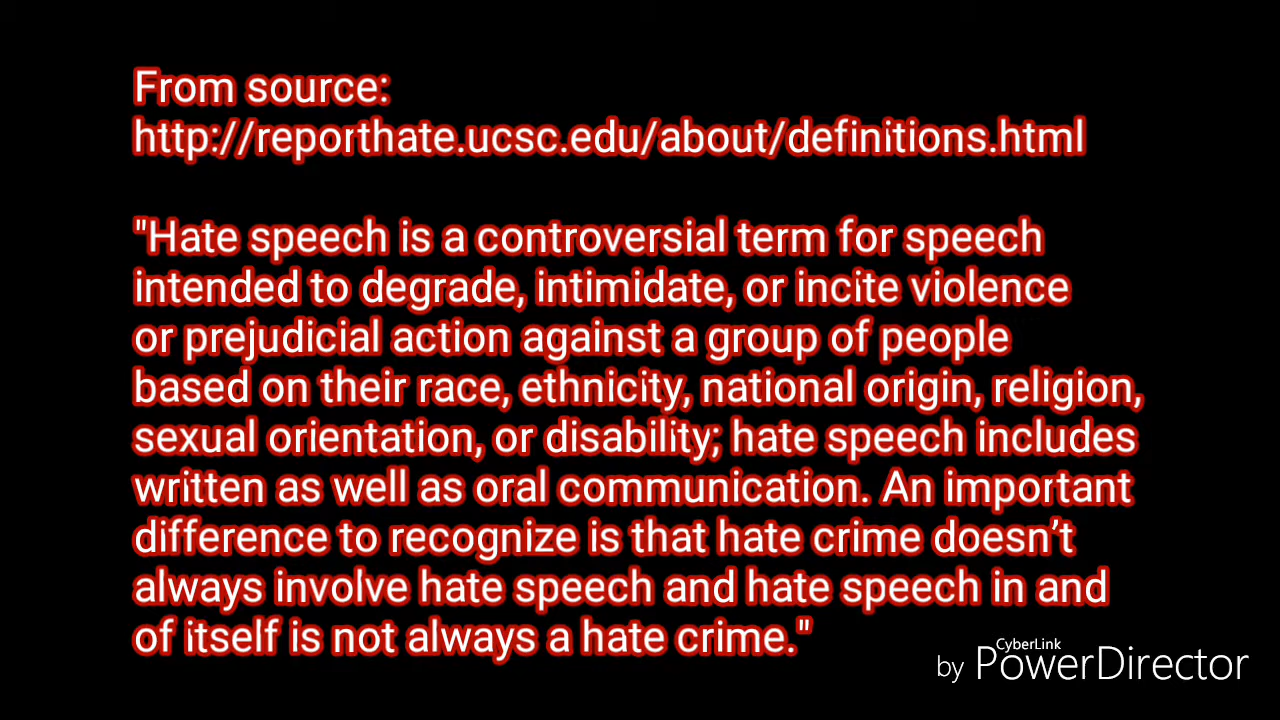 From source:
http://reporthate.ucsc.edu/about/definitions.html
"Hate speech is a controversial term for speech
intended to degrade, intimidate, or incite violence
or prejudicial action against a group of people
based on their race, ethnicity, national origin, religion,
sexual orientation, or disability; hate speech includes
written as well as oral communication. An important
difference to recognize is that hate crime doesn’t
always involve hate speech and hate speech in and
of itself is not always a hate crime."
CyberLink
by PowerDirector